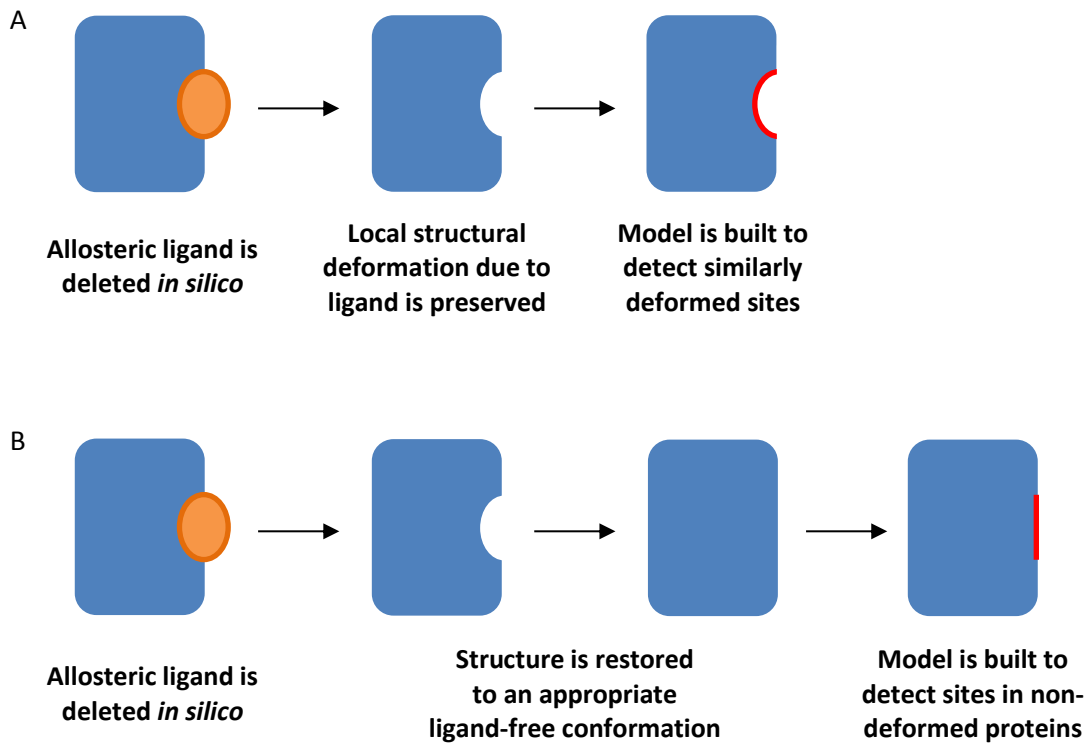 A
Allosteric ligand is
deleted in silico
Local structural
deformation due to
ligand is preserved
Model is built to
detect similarly
deformed sites
B
Allosteric ligand is
deleted in silico
Structure is restored
to an appropriate
ligand-free conformation
Model is built to
detect sites in non-
deformed proteins